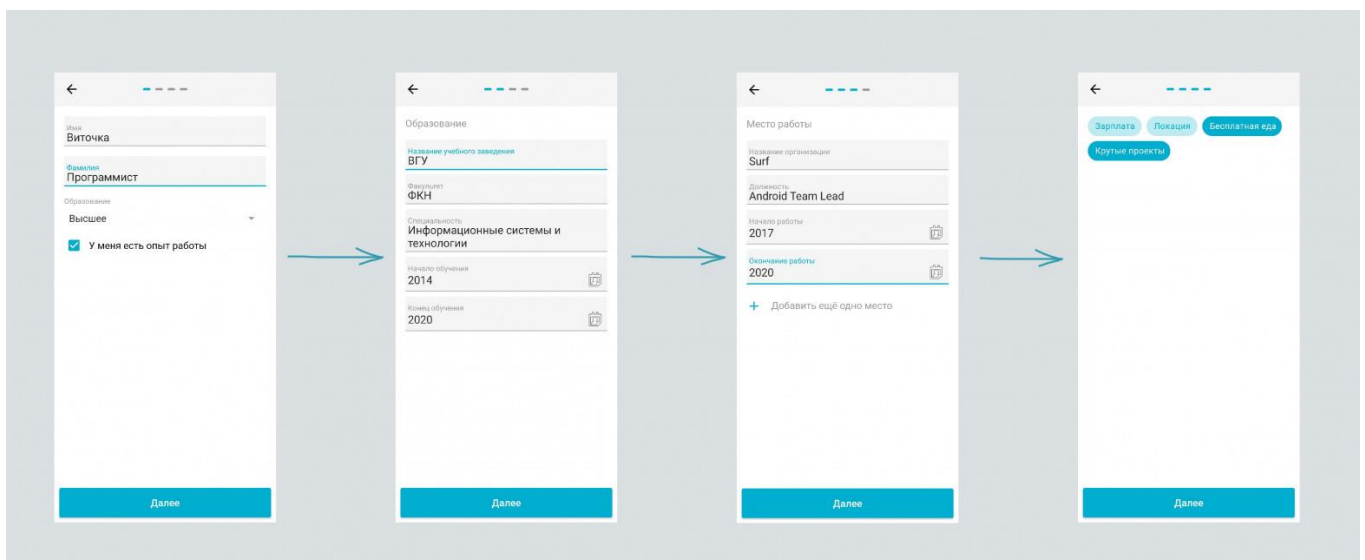 Имя
Виточка
Фамилия
Программист
Образование
Высшее
У меня есть опыт работы
Далее
Образование
Название учебного заведения
ВГУ
Факультет
ФКН
Специальность
Информационные системы и
технологии
Начало обучения
2014
Конец обучения
2020
Далее
Место работы
Название организации
Surf
Должность
Android Team Lead
Начало работы
2017
Окончание работы
2020
+ Добавить ещё одно место
Далее
Зарплата Локация Бесплатная еда
Крутые проекты
Далее